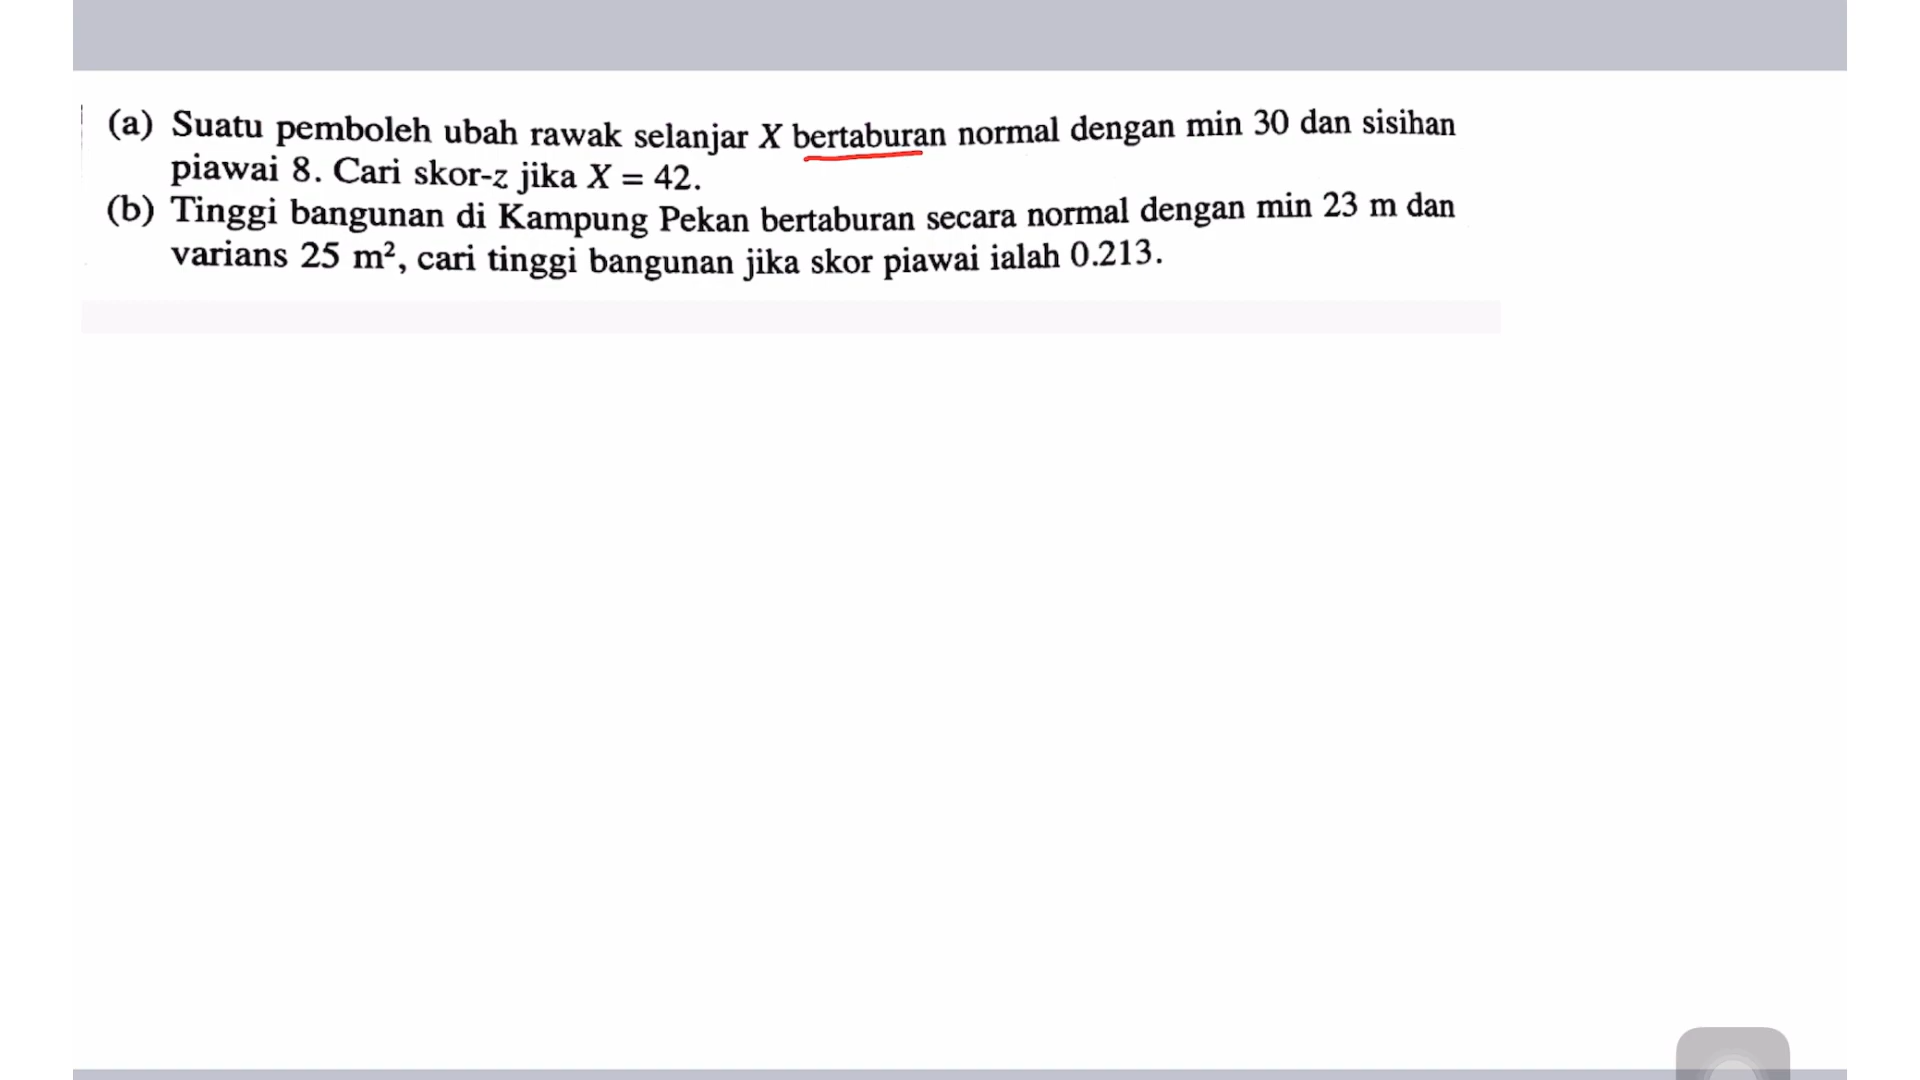 (a) Suatu pemboleh ubah rawak selanjar X bertaburan normal dengan min 30 dan sisihan
piawai 8. Cari skor-z jika X = 42.
(b) Tinggi bangunan di Kampung Pekan bertaburan secara normal dengan min 23 m dan
varians 25 m², cari tinggi bangunan jika skor piawai ialah 0.213.